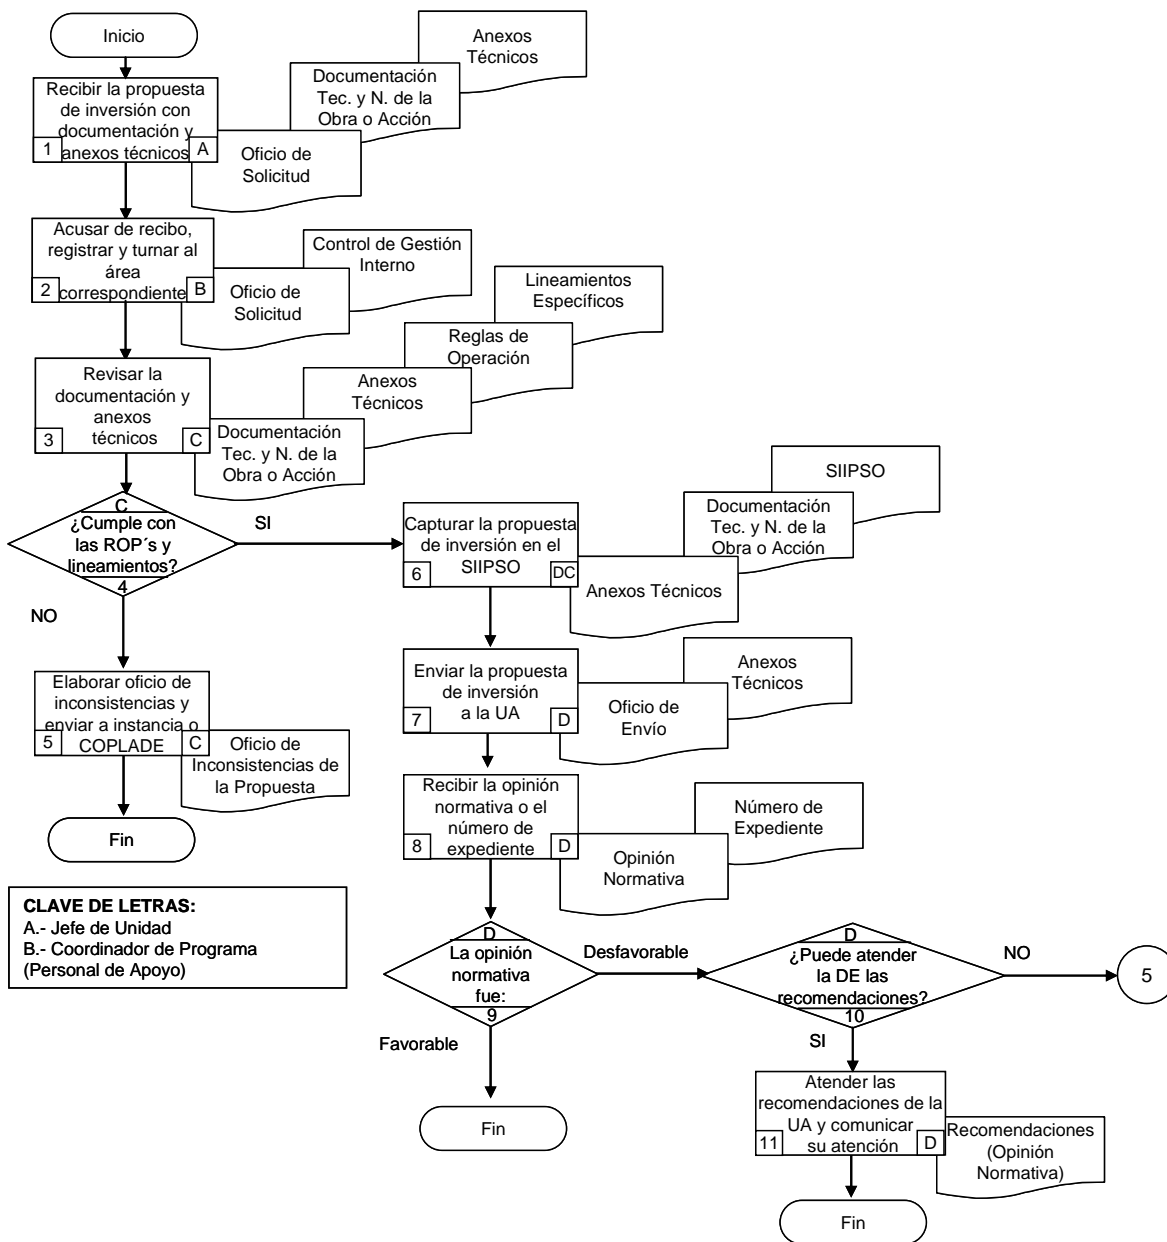 Inicio
Anexos
Técnicos
Documentación
Tec. y N. de la
Obra o Acción
Recibir la propuesta
de inversión con
documentación y
anexos técnicos
1
A
Oficio de
Solicitud
Acusar de recibo,
registrar y turnar al
área
correspondiente
2
B
Control de Gestión
Interno
Oficio de
Solicitud
Lineamientos
Específicos
Reglas de
Operación
Anexos
Técnicos
Revisar la
documentación y
anexos
técnicos
3
C
Documentación
Tec. y N. de la
Obra o Acción
C
¿Cumple con
las ROP´s y
lineamientos?
4
SI
NO
SIIPSO
Documentación
Tec. y N. de la
Obra o Acción
Capturar la propuesta
de inversión en el
SIIPSO
6
DC
Anexos Técnicos
Elaborar oficio de
inconsistencias y
enviar a instancia o
COPLADE
5
C
Oficio de
Inconsistencias de
la Propuesta
Fin
Enviar la propuesta
de inversión
a la UA
7
D
Anexos
Técnicos
Oficio de
Envío
Recibir la opinión
normativa o el
número de
expediente
8
D
Número de
Expediente
Opinión
Normativa
CLAVE DE LETRAS:
A.- Jefe de Unidad
B.- Coordinador de Programa
(Personal de Apoyo)
D
La opinión
normativa
fue:
9
Desfavorable
Favorable
Fin
D
¿Puede atender
la DE las
recomendaciones?
10
NO
5
SI
Atender las
recomendaciones de la
UA y comunicar
su atención
11
D
Recomendaciones
(Opinión
Normativa)
Fin